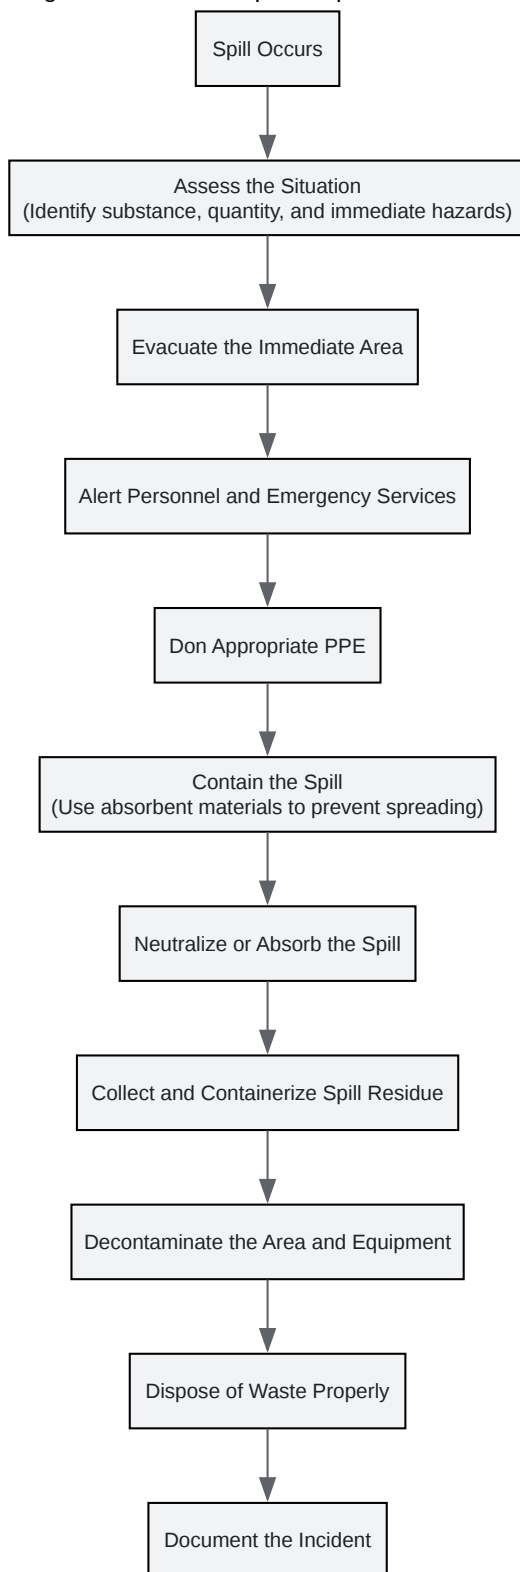 Spill Occurs
Assess the Situation
(Identify substance, quantity, and immediate hazards)
Evacuate the Immediate Area
Alert Personnel and Emergency Services
Don Appropriate PPE
Contain the Spill
(Use absorbent materials to prevent spreading)
Neutralize or Absorb the Spill
Collect and Containerize Spill Residue
Decontaminate the Area and Equipment
Dispose of Waste Properly
Document the Incident